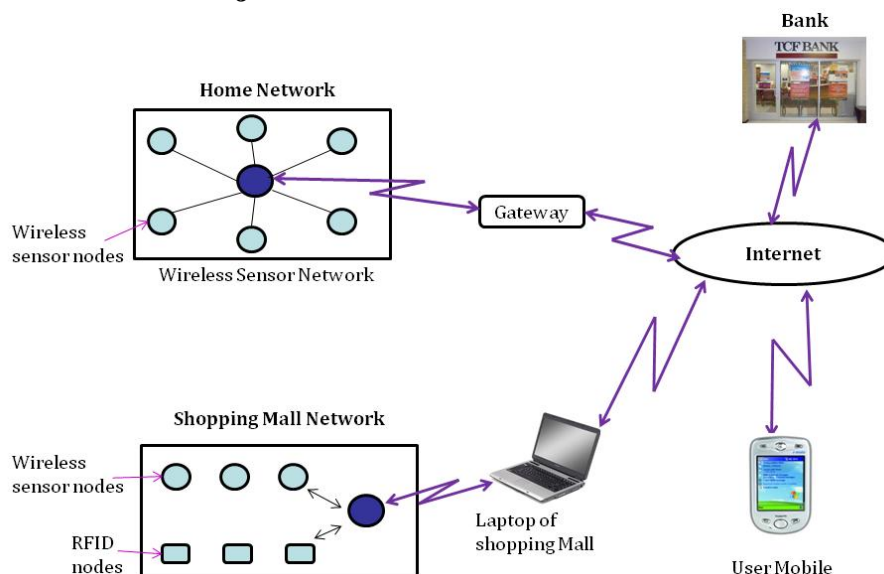 Bank
TCF BANK
Home Network
Wireless
sensor nodes
Gateway
Internet
Wireless Sensor Network
Shopping Mall Network
Wireless
sensor nodes
RFID
nodes
Laptop of
shopping Mall
User Mobile